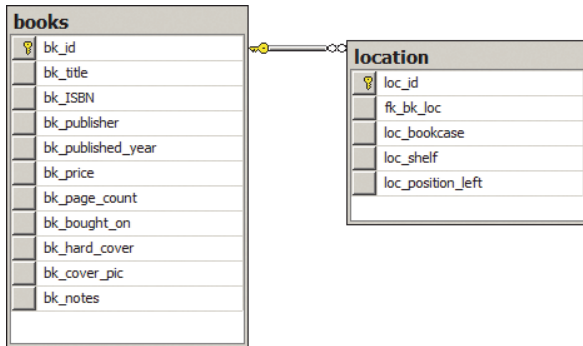 books
bk_id
bk_title
bk_ISBN
bk_publisher
bk_published_year
bk_price
bk_page_count
bk_bought_on
bk_hard_cover
bk_cover_pic
bk_notes
location
loc_id
fk_bk_loc
loc_bookcase
loc_shelf
loc_position_left